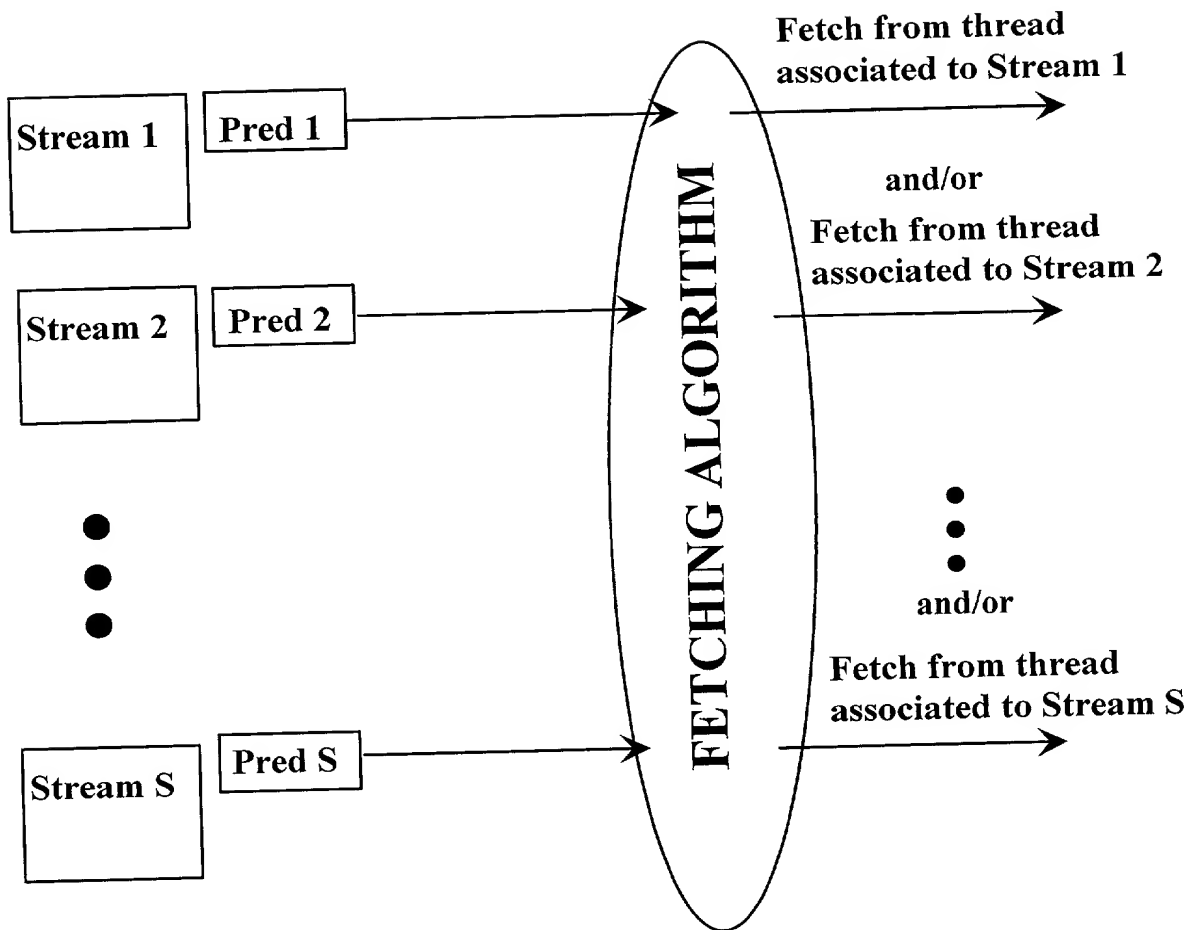 Fetch from thread
associated to Stream 1
Stream 1
Pred 1
and/or
Fetch from thread
associated to Stream 2
Stream 2
Pred 2
FETCHING ALGORITHM
and/or
Fetch from thread
associated to Stream S
Stream S
Pred S